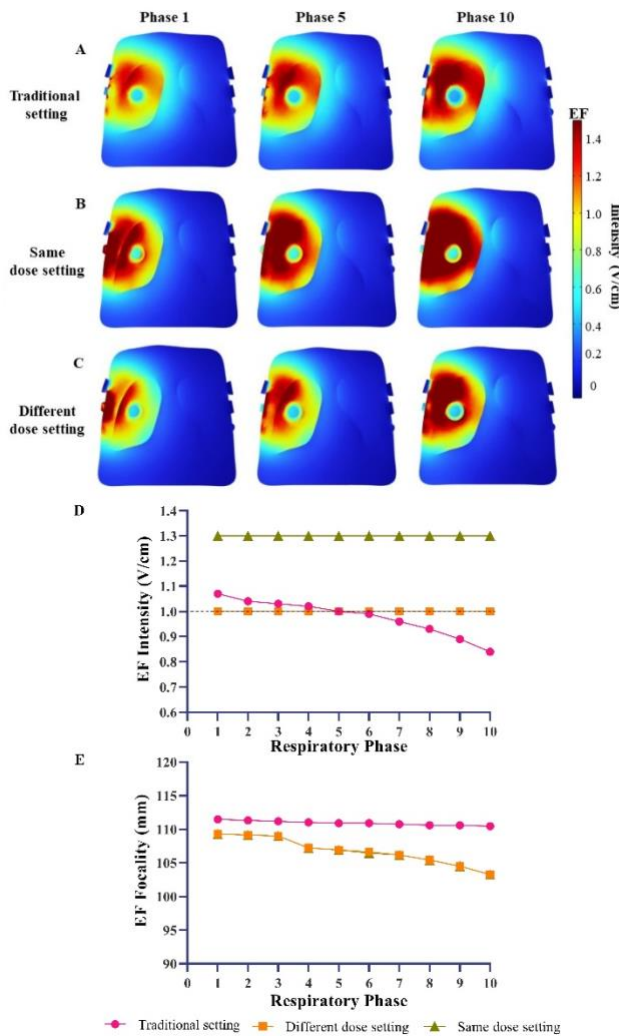 Phase 1 Phase 5 Phase 10
A
Traditional setting
B
Same dose setting
C
Different dose setting
EF
1.4
1.2
1.0
0.8
0.6
0.4
0.2
0
Intensity (V/cm)
D
EF Intensity (V/cm)
1.4
1.3
1.2
1.1
1.0
0.9
0.8
0.7
0.6
0 1 2 3 4 5 6 7 8 9 10
Respiratory Phase
E
EF Focality (mm)
120
115
110
105
100
95
90
0 1 2 3 4 5 6 7 8 9 10
Respiratory Phase
Traditional setting Different dose setting Same dose setting